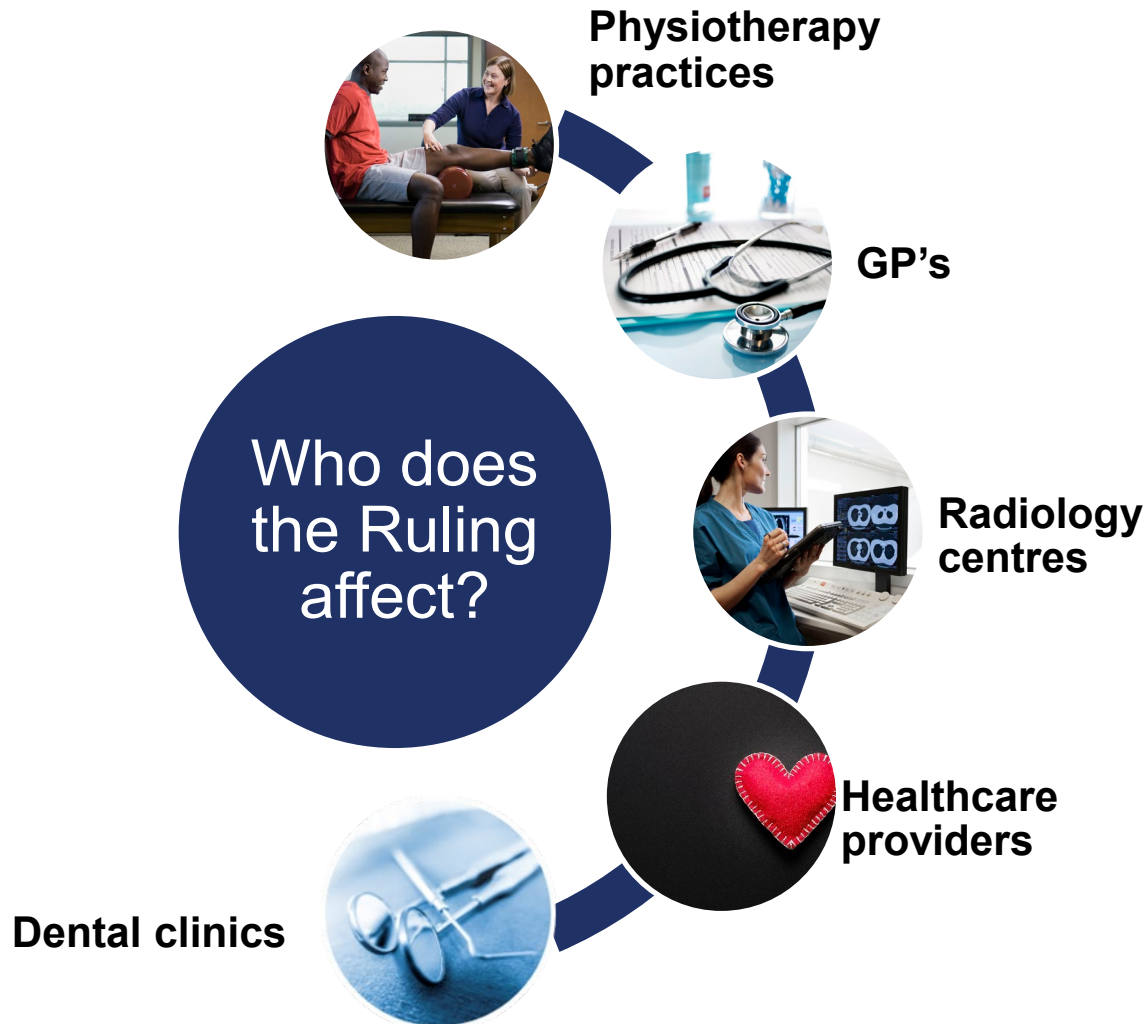 Physiotherapy
practices
GP’s
Who does
the Ruling
affect?
Radiology
centres
Healthcare
providers
Dental clinics